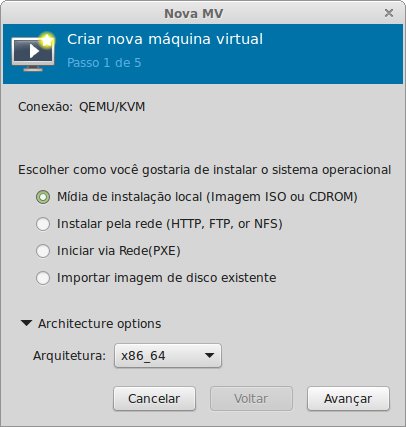 Nova MV
Criar nova máquina virtual
Passo 1 de 5
Conexão: QEMU/KVM
Escolher como você gostaria de instalar o sistema operacional
Mídia de instalação local (Imagem ISO ou CDROM)
Instalar pela rede (HTTP, FTP, or NFS)
Iniciar via Rede(PXE)
Importar imagem de disco existente
Architecture options
Arquitetura: x86_64
Cancelar Voltar Avançar